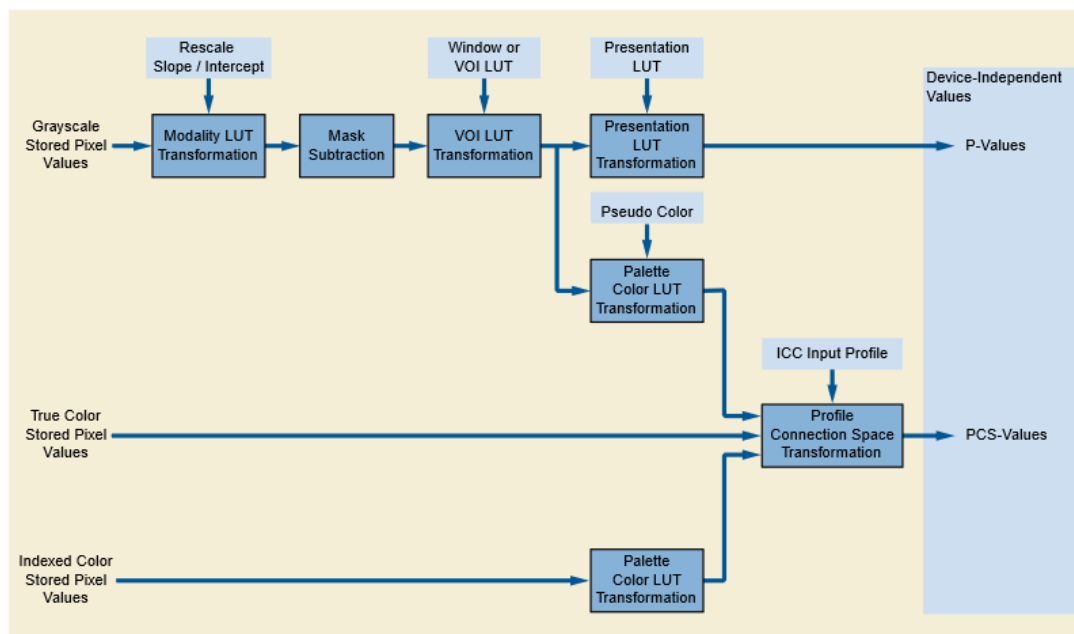 Rescale
Slope / Intercept
Window or
VOI LUT
Presentation
LUT
Device-Independent
Values
Grayscale
Stored Pixel
Values
Modality LUT
Transformation
Mask
Subtraction
VOI LUT
Transformation
Presentation
LUT
Transformation
P-Values
Pseudo Color
Palette
Color LUT
Transformation
ICC Input Profile
True Color
Stored Pixel
Values
Profile
Connection Space
Transformation
PCS-Values
Indexed Color
Stored Pixel
Values
Palette
Color LUT
Transformation